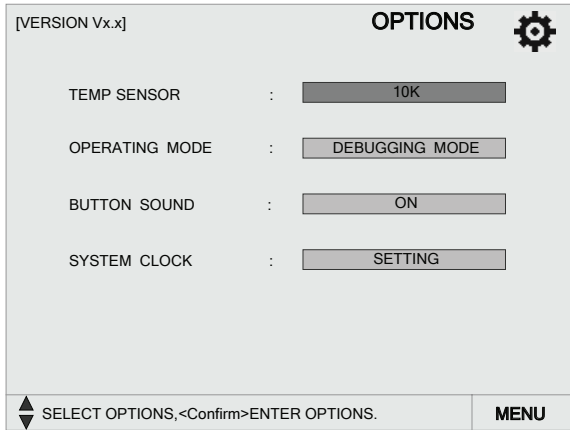 [VERSION Vx.x] OPTIONS
TEMP SENSOR : 10K
OPERATING MODE : DEBUGGING MODE
BUTTON SOUND : ON
SYSTEM CLOCK : SETTING
SELECT OPTIONS,<Confirm>ENTER OPTIONS. MENU